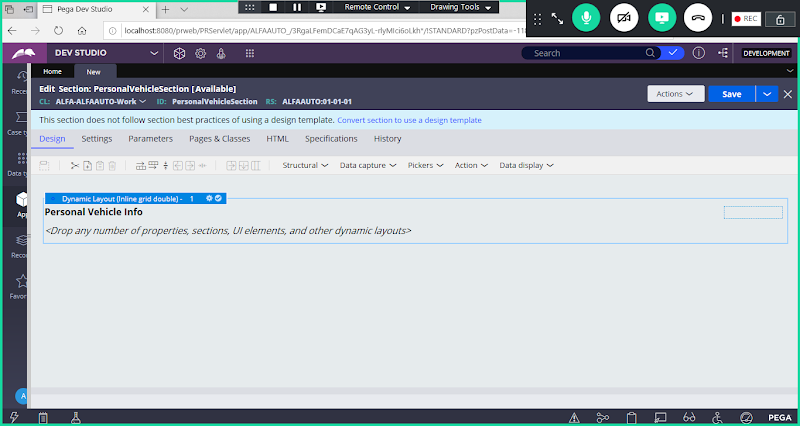 Pega Dev Studio
Remote Control
Drawing Tools
REC
localhost:8080/prweb/PRServlet/app/ALFAAUTO_/3RgaLFemDCaE7qAG3yL-rlyMlci6oLkh*/!STANDARD?pzPostData=-118
DEV STUDIO
Search
DEVELOPMENT
Home
New
Edit Section: PersonalVehicleSection [Available]
CL: ALFA-ALFAAUTO-Work
ID: PersonalVehicleSection
RS: ALFAAUTO:01-01-01
Actions
Save
This section does not follow section best practices of using a design template. Convert section to use a design template
Design
Settings
Parameters
Pages & Classes
HTML
Specifications
History
Structural
Data capture
Pickers
Action
Data display
Recen
Case ty
Data ty
App
Recor
Favor
Dynamic Layout (Inline grid double) - 1
Personal Vehicle Info
<Drop any number of properties, sections, UI elements, and other dynamic layouts>
A
PEGA